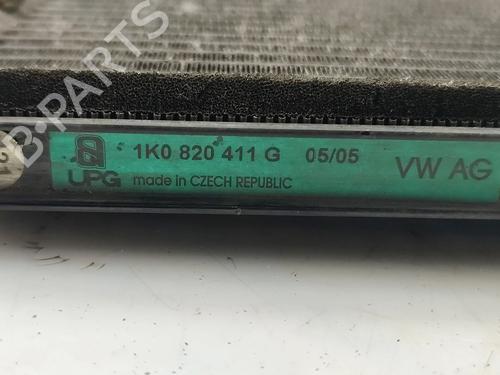 B-PARTS
1K0 820 411 G 05/05 VW AG
UPG made in CZECH REPUBLIC